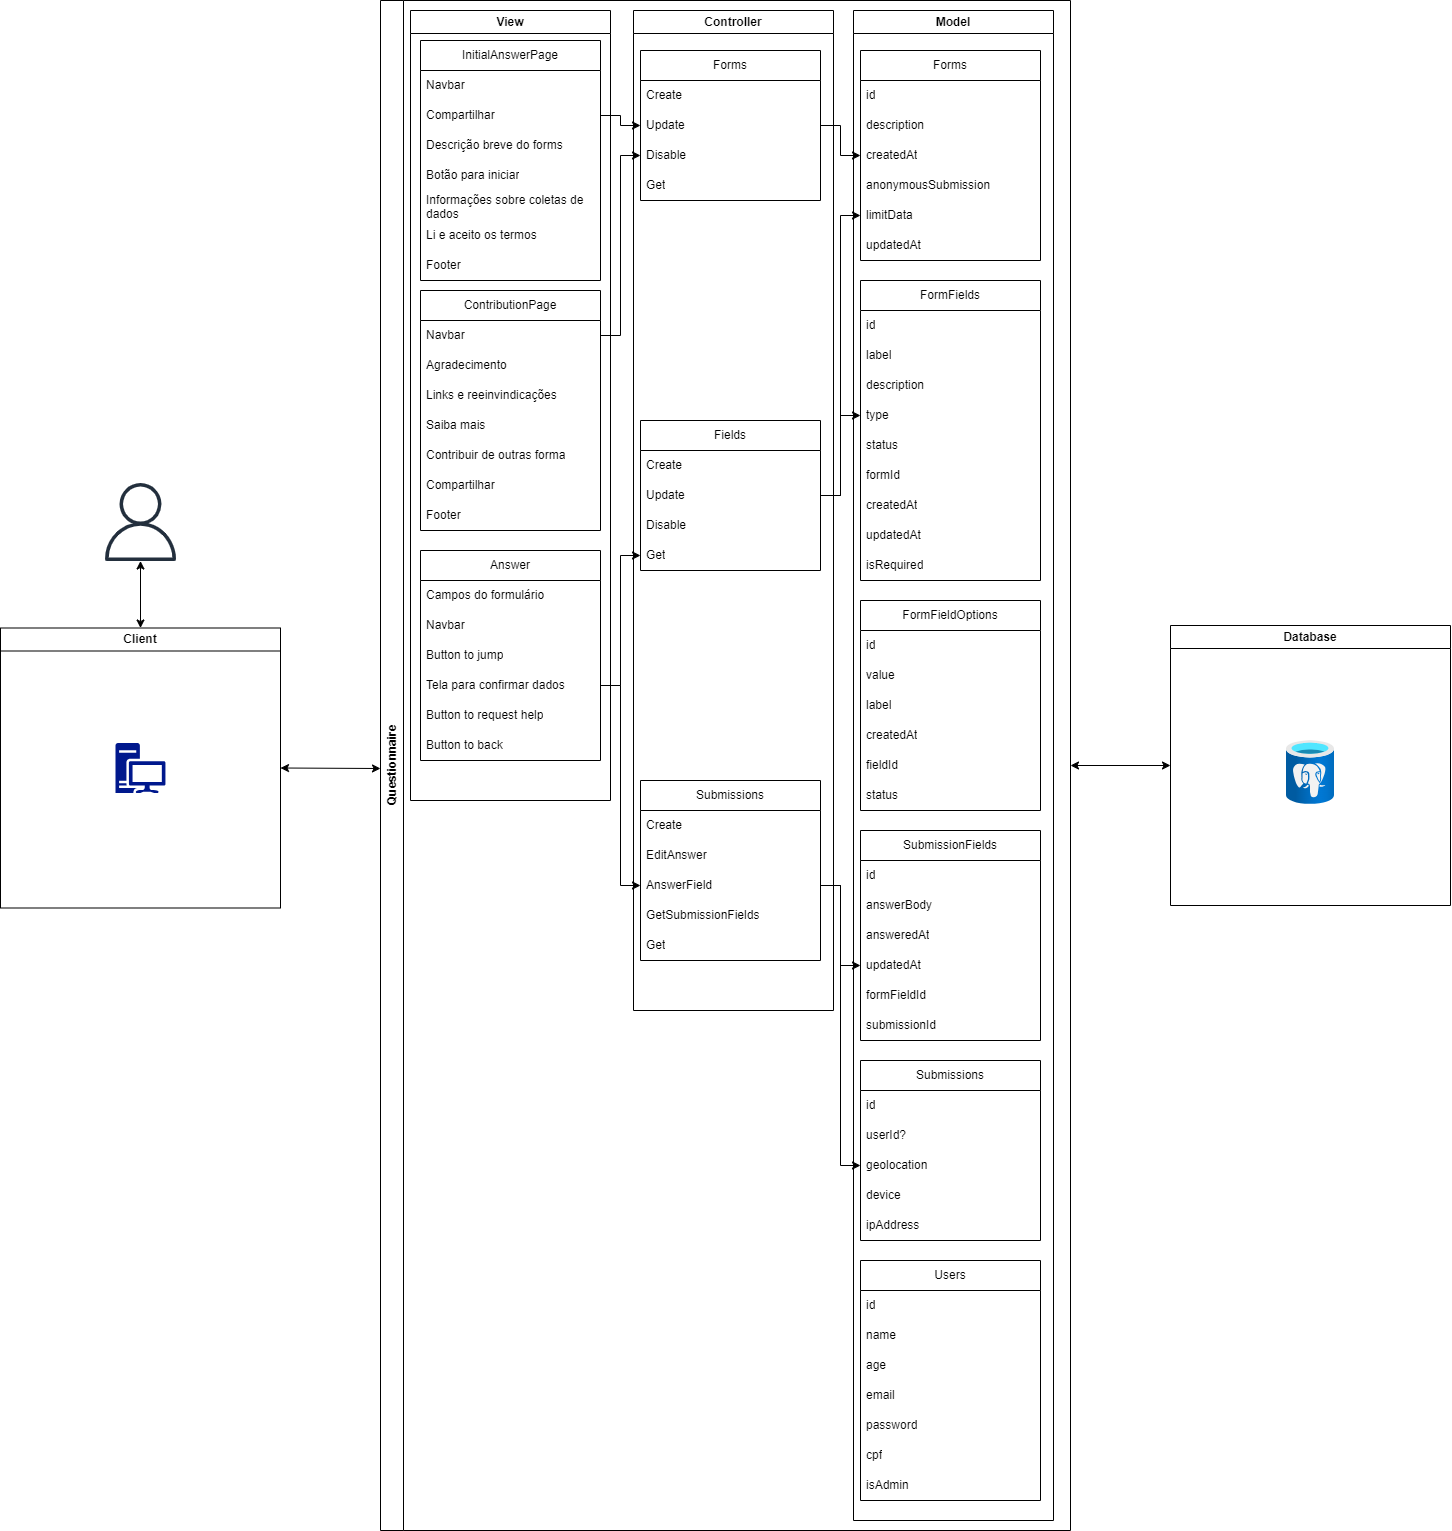 View
InitialAnswerPage
Navbar
Compartilhar
Descrição breve do forms
Botão para iniciar
Informações sobre coletas de
dados
Li e aceito os termos
Footer
ContributionPage
Navbar
Agradecimento
Links e reeinvindicações
Saiba mais
Contribuir de outras forma
Compartilhar
Footer
Answer
Campos do formulário
Navbar
Button to jump
Tela para confirmar dados
Button to request help
Button to back
Controller
Forms
Create
Update
Disable
Get
Fields
Create
Update
Disable
Get
Submissions
Create
EditAnswer
AnswerField
GetSubmissionFields
Get
Model
Forms
id
description
createdAt
anonymousSubmission
limitData
updatedAt
FormFields
id
label
description
type
status
formId
createdAt
updatedAt
isRequired
FormFieldOptions
id
value
label
createdAt
fieldId
status
SubmissionFields
id
answerBody
answeredAt
updatedAt
formFieldId
submissionId
Submissions
id
userId?
geolocation
device
ipAddress
Users
id
name
age
email
password
cpf
isAdmin
Client
Questionnaire
Database